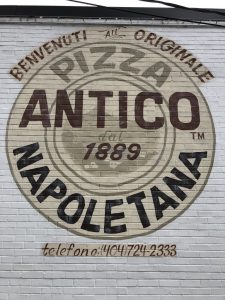 BENVENUTI ALL' ORIGINALE
PIZZA
ANTICO
TM
dal
1889
NAPOLETANA
telefono: (404) 724-2333